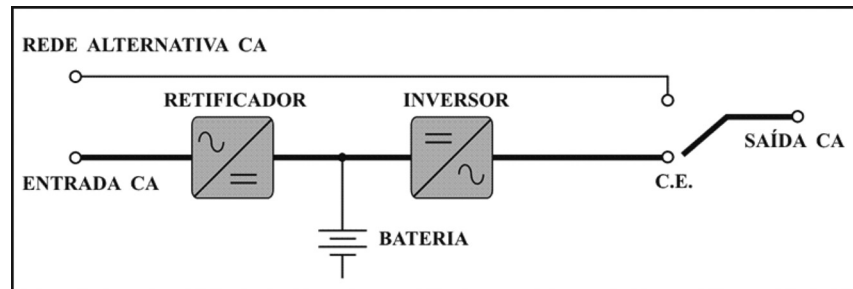 REDE ALTERNATIVA CA
RETIFICADOR
INVERSOR
SAÍDA CA
ENTRADA CA
C.E.
BATERIA